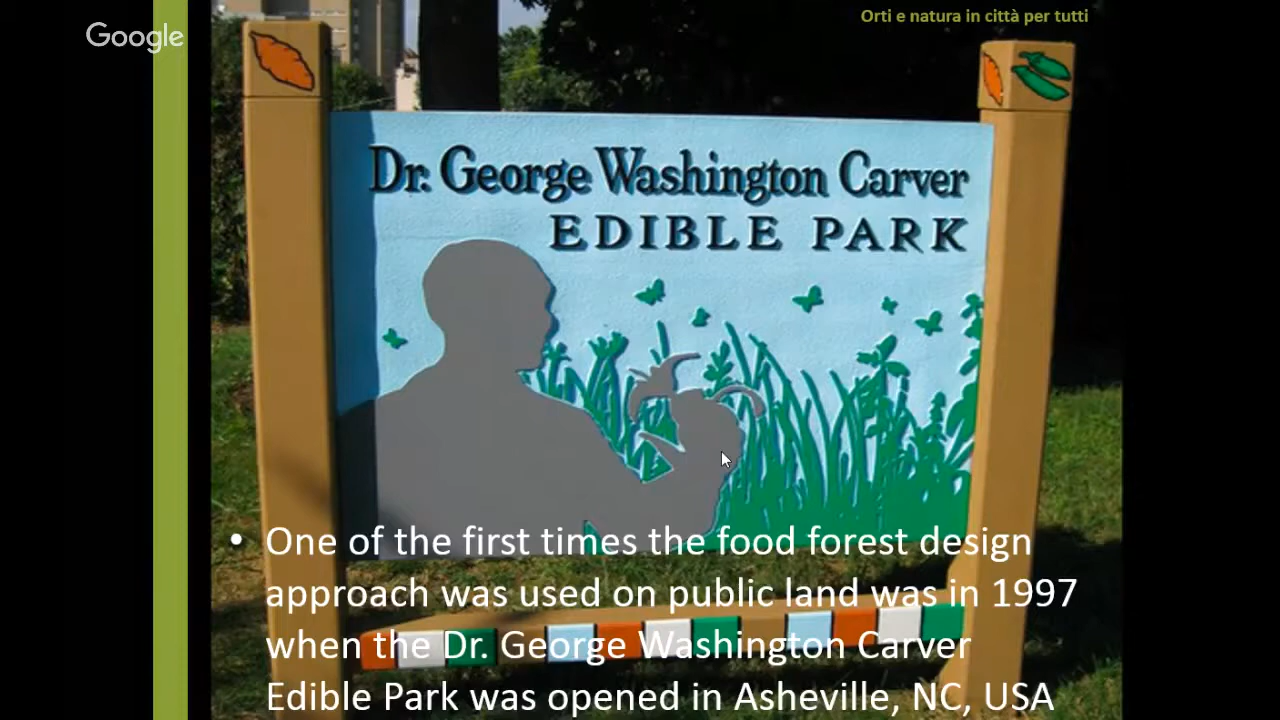 Google
Orti e natura in città per tutti
Dr. George Washington Carver
EDIBLE PARK
• One of the first times the food forest design
approach was used on public land was in 1997
when the Dr. George Washington Carver
Edible Park was opened in Asheville, NC, USA